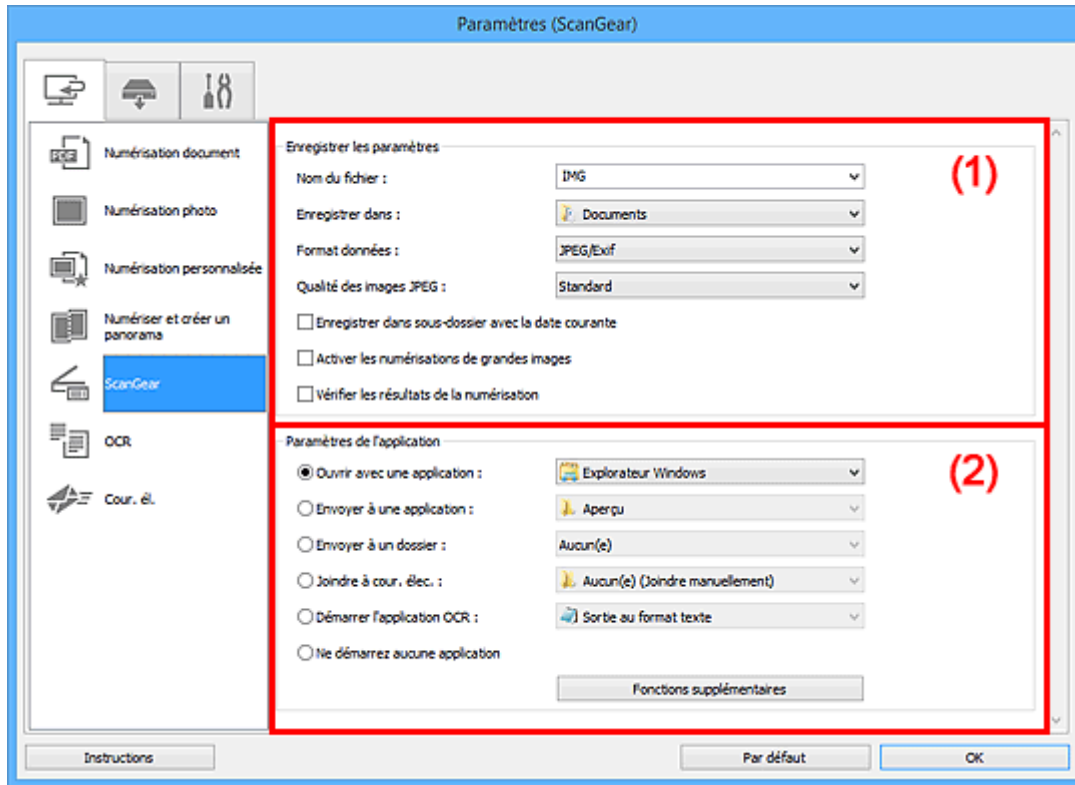 Paramètres (ScanGear)
Numérisation document
Numérisation photo
Numérisation personnalisée
Numériser et créer un
panorama
ScanGear
OCR
Cour. él.
Enregistrer les paramètres
(1)
Nom du fichier : IMG
Enregistrer dans : Documents
Format données : JPEG/Exif
Qualité des images JPEG : Standard
Enregistrer dans sous-dossier avec la date courante
Activer les numérisations de grandes images
Vérifier les résultats de la numérisation
Paramètres de l'application
(2)
Ouvrir avec une application : Explorateur Windows
Envoyer à une application : Aperçu
Envoyer à un dossier : Aucun(e)
Joindre à cour. élec. : Aucun(e) (Joindre manuellement)
Démarrer l'application OCR : Sortie au format texte
Ne démarrez aucune application
Fonctions supplémentaires
Instructions
Par défaut
OK